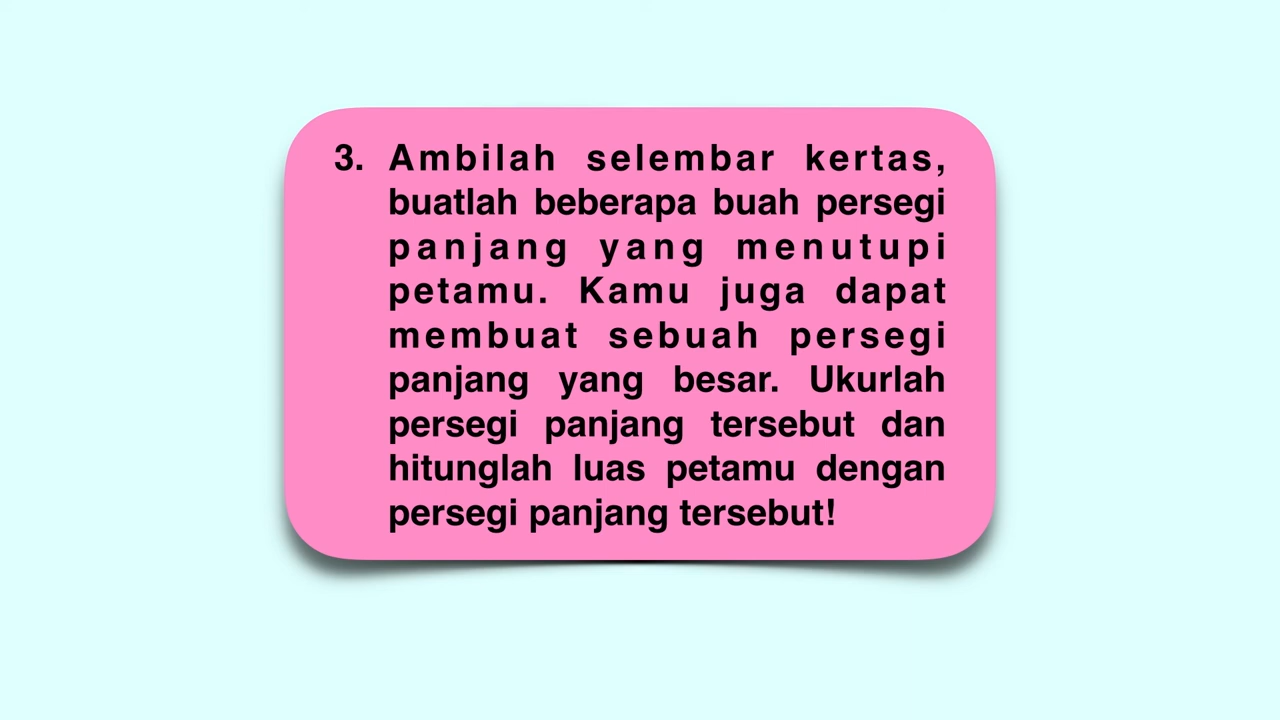 3. Ambilah selembar kertas,
buatlah beberapa buah persegi
panjang yang menutupi
petamu. Kamu juga dapat
membuat sebuah persegi
panjang yang besar. Ukurlah
persegi panjang tersebut dan
hitunglah luas petamu dengan
persegi panjang tersebut!